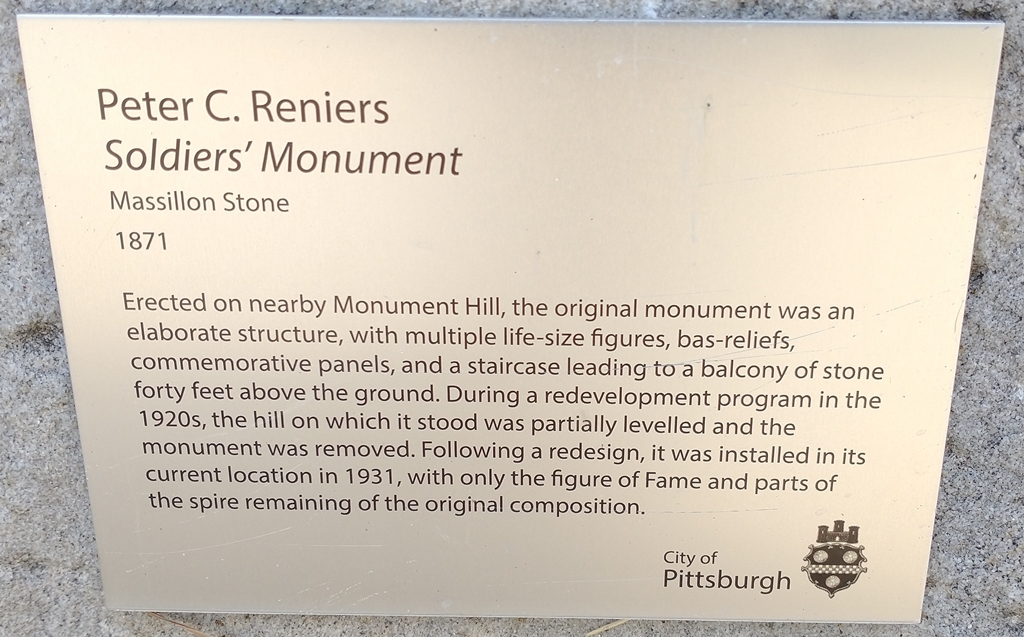 Peter C. Reniers
Soldiers' Monument
Massillon Stone
1871
Erected on nearby Monument Hill, the original monument was an
elaborate structure, with multiple life-size figures, bas-reliefs,
commemorative panels, and a staircase leading to a balcony of stone
forty feet above the ground. During a redevelopment program in the
1920s, the hill on which it stood was partially levelled and the
monument was removed. Following a redesign, it was installed in its
current location in 1931, with only the figure of Fame and parts of
the spire remaining of the original composition.
City of
Pittsburgh